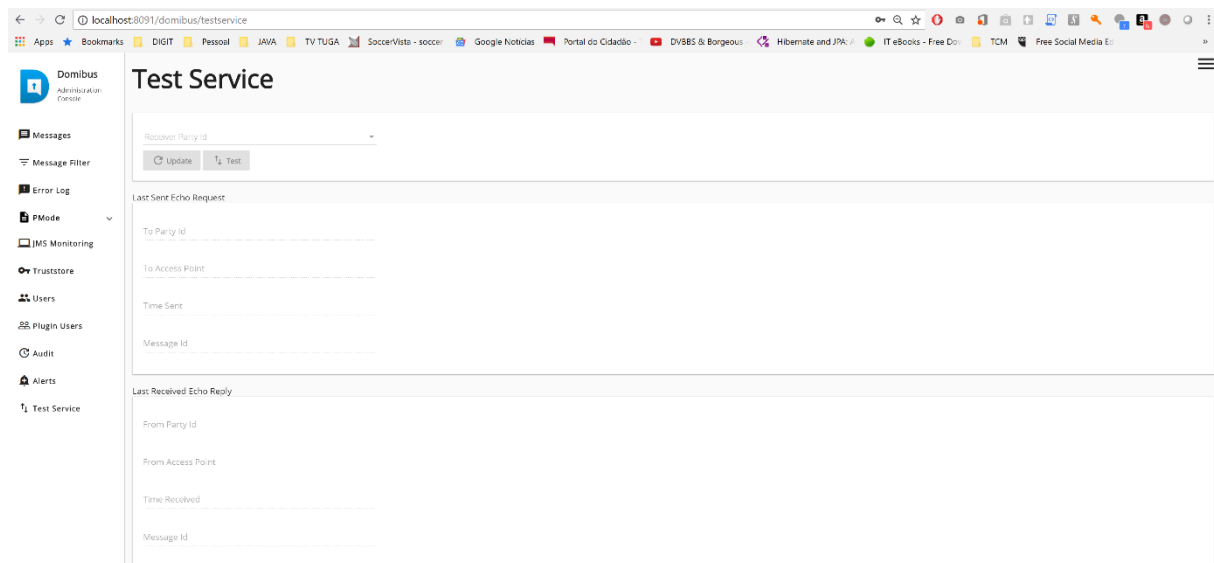 localhost:8091/domibus/testservice
Apps Bookmarks DIGIT Pessoal JAVA TV TUGA SoccerVista - soccer Google Noticias Portal do Cidadão - DVBBS & Borgeous - Hibernate and JPA: A IT eBooks - Free Dov TCM Free Social Media Ed »
Domibus
Administration
Console
Test Service
Messages
Message Filter
Error Log
PMode
JMS Monitoring
Truststore
Users
Plugin Users
Audit
Alerts
Test Service
Receiver Party Id
Update Test
Last Sent Echo Request
To Party Id
To Access Point
Time Sent
Message Id
Last Received Echo Reply
From Party Id
From Access Point
Time Received
Message Id